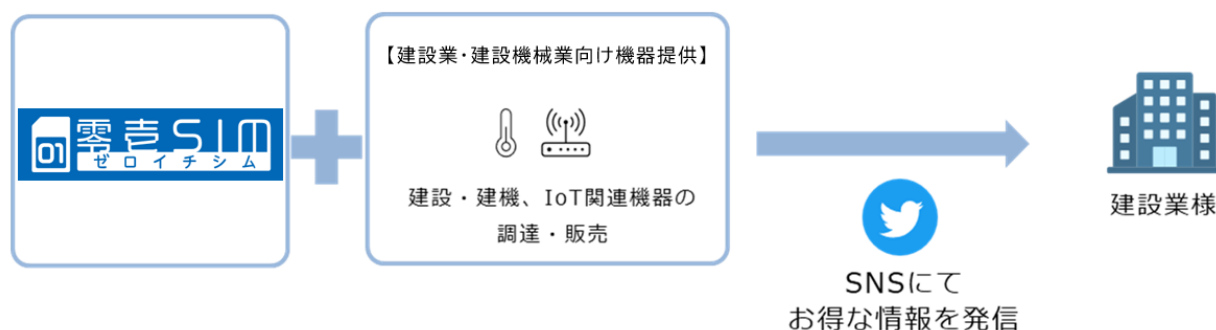 01
零壱SIM
ゼロイチシム
【建設業・建設機械業向け機器提供】
建設・建機、IoT関連機器の
調達・販売
SNSにて
お得な情報を発信
建設業様